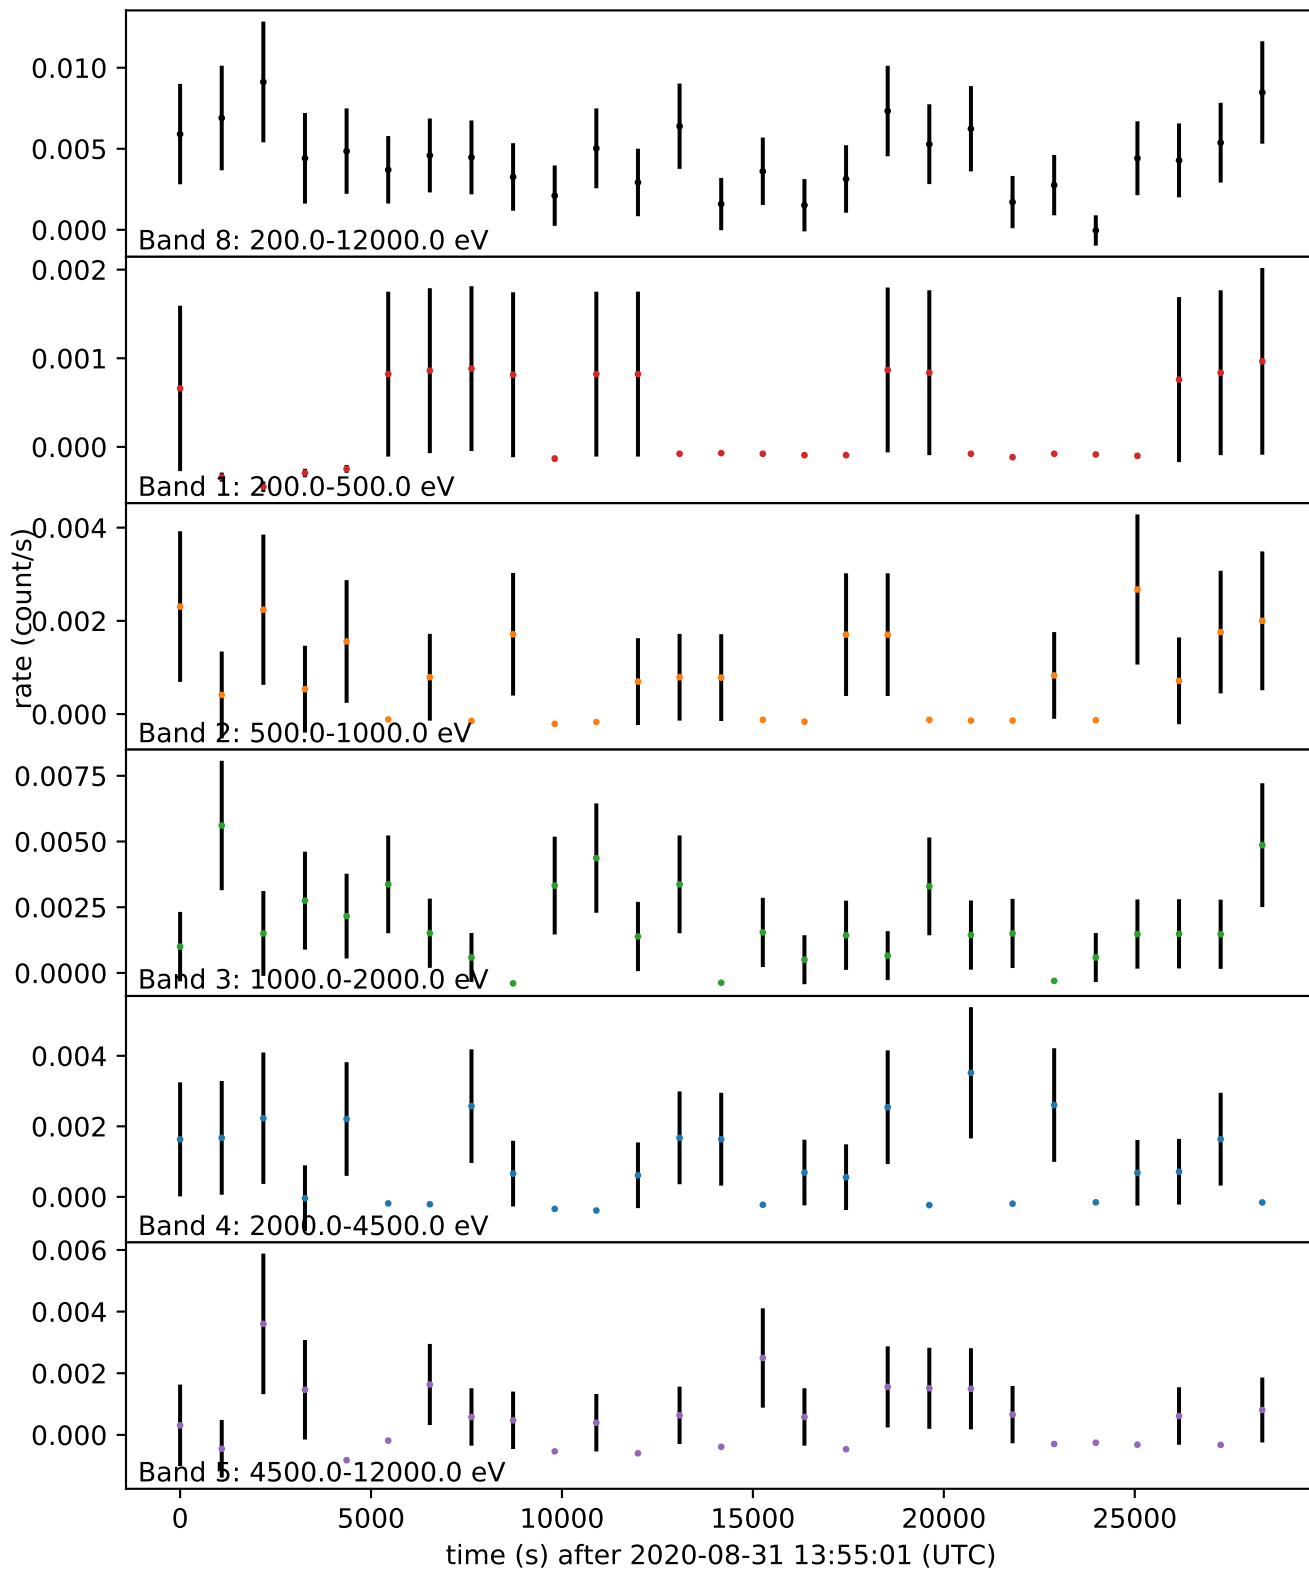 0.010
0.005
0.000
Band 8: 200.0-12000.0 eV
0.002
0.001
0.000
Band 1: 200.0-500.0 eV
rate (count/s)
0.004
0.002
0.000
Band 2: 500.0-1000.0 eV
0.0075
0.0050
0.0025
0.0000
Band 3: 1000.0-2000.0 eV
0.004
0.002
0.000
Band 4: 2000.0-4500.0 eV
0.006
0.004
0.002
0.000
Band 5: 4500.0-12000.0 eV
0 5000 10000 15000 20000 25000
time (s) after 2020-08-31 13:55:01 (UTC)